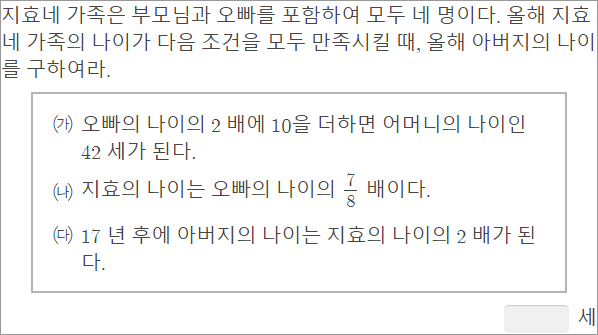 지효네 가족은 부모님과 오빠를 포함하여 모두 네 명이다. 올해 지효
네 가족의 나이가 다음 조건을 모두 만족시킬 때, 올해 아버지의 나이
를 구하여라.
㈎ 오빠의 나이의 2 배에 10을 더하면 어머니의 나이인
42 세가 된다.
㈏ 지효의 나이는 오빠의 나이의 7/8 배이다.
㈐ 17 년 후에 아버지의 나이는 지효의 나이의 2 배가 된
다.
세